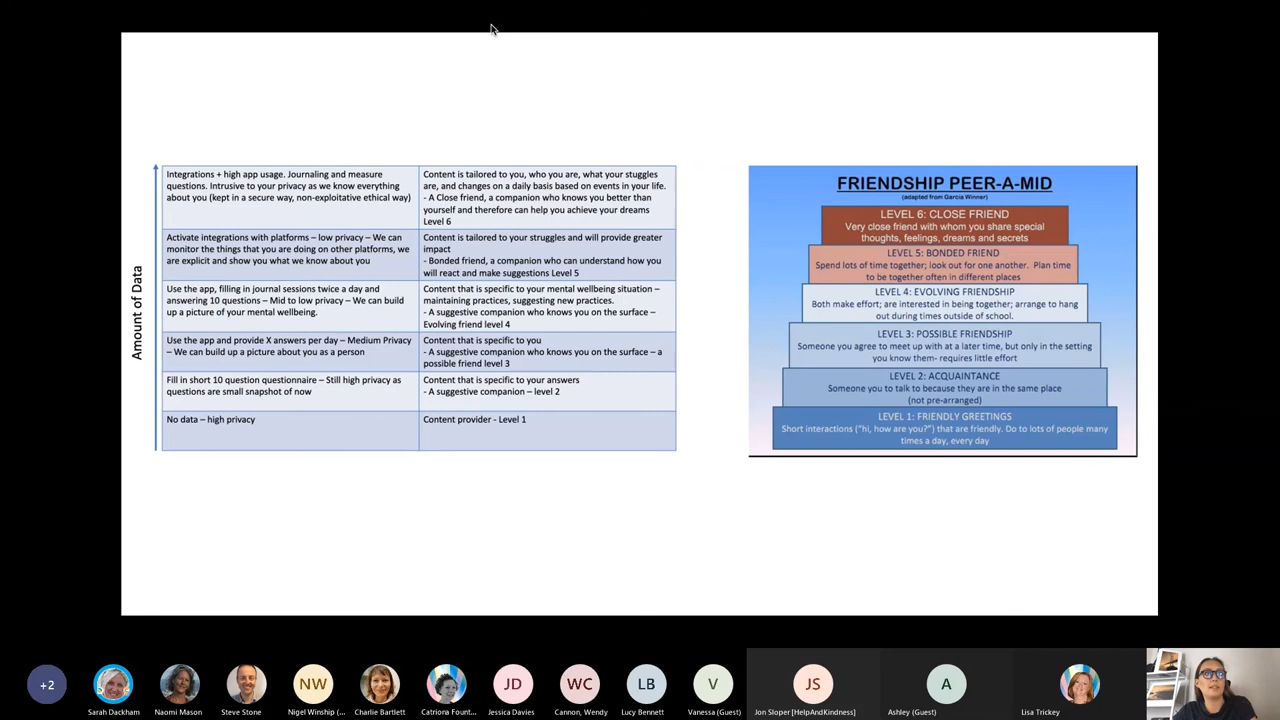 Integrations + high app usage. Journaling and measure
questions. Intrusive to your privacy as we know everything
about you (kept in a secure way, non-exploitative ethical way)
Content is tailored to you, who you are, what your stuggles
are, and changes on a daily basis based on events in your life.
- A Close friend, a companion who knows you better than
yourself and therefore can help you achieve your dreams
Level 6
Activate integrations with platforms – low privacy – We can
monitor the things that you are doing on other platforms, we
are explicit and show you what we know about you
Content is tailored to your struggles and will provide greater
impact
- Bonded friend, a companion who can understand how you
will react and make suggestions Level 5
Use the app, filling in journal sessions twice a day and
answering 10 questions – Mid to low privacy – We can build
up a picture of your mental wellbeing.
Content that is specific to your mental wellbeing situation –
maintaining practices, suggesting new practices.
- A suggestive companion who knows you on the surface –
Evolving friend level 4
Use the app and provide X answers per day – Medium Privacy
– We can build up a picture about you as a person
Content that is specific to you
- A suggestive companion who knows you on the surface – a
possible friend level 3
Fill in short 10 question questionnaire – Still high privacy as
questions are small snapshot of now
Content that is specific to your answers
- A suggestive companion – level 2
No data – high privacy
Content provider - Level 1
Amount of Data
FRIENDSHIP PEER-A-MID
(adapted from Garcia Winner)
LEVEL 6: CLOSE FRIEND
Very close friend with whom you share special
thoughts, feelings, dreams and secrets
LEVEL 5: BONDED FRIEND
Spend lots of time together; look out for one another. Plan time
to be together often in different places
LEVEL 4: EVOLVING FRIENDSHIP
Both make effort; are interested in being together; arrange to hang
out during times outside of school.
LEVEL 3: POSSIBLE FRIENDSHIP
Someone you agree to meet up with at a later time, but only in the setting
you know them- requires little effort
LEVEL 2: ACQUAINTANCE
Someone you to talk to because they are in the same place
(not pre-arranged)
LEVEL 1: FRIENDLY GREETINGS
Short interactions ("hi, how are you?") that are friendly. Do to lots of people many
times a day, every day
+2
NW
JD
WC
LB
V
JS
A
Sarah Dackham
Naomi Mason
Steve Stone
Nigel Winship (...
Charlie Bartlett
Catriona Fount...
Jessica Davies
Cannon, Wendy
Lucy Bennett
Vanessa (Guest)
Jon Sloper [HelpAndKindness]
Ashley (Guest)
Lisa Trickey